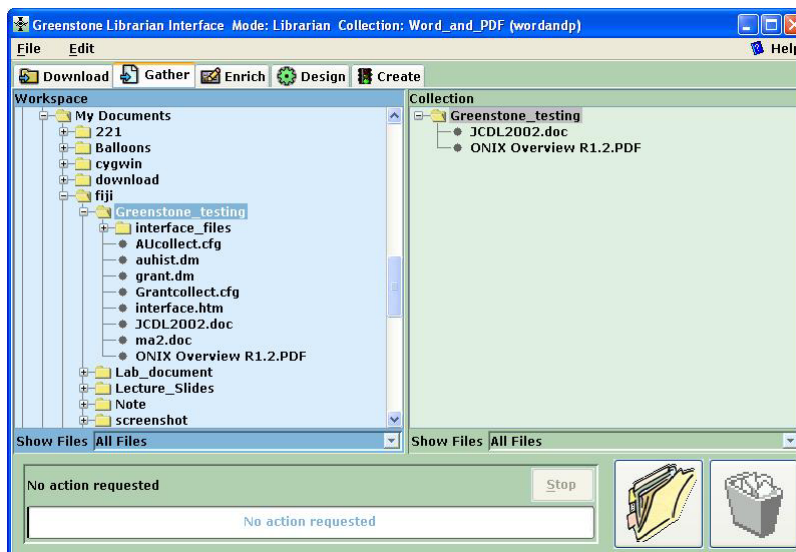 Greenstone Librarian Interface Mode: Librarian Collection: Word_and_PDF (wordandp)
File Edit Help
Download Gather Enrich Design Create
Workspace
My Documents
221
Balloons
cygwin
download
fiji
Greenstone_testing
interface_files
AUcollect.cfg
auhist.dm
grant.dm
Grantcollect.cfg
interface.htm
JCDL2002.doc
ma2.doc
ONIX Overview R1.2.PDF
Lab_document
Lecture_Slides
Note
screenshot
Show Files All Files
Collection
Greenstone_testing
JCDL2002.doc
ONIX Overview R1.2.PDF
Show Files All Files
No action requested
Stop
No action requested